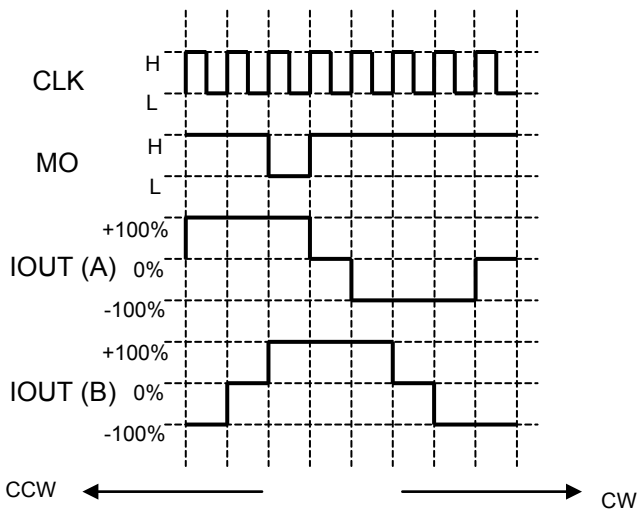 CLK
H
L
MO
H
L
IOUT (A)
+100%
0%
-100%
IOUT (B)
+100%
0%
-100%
CCW
CW